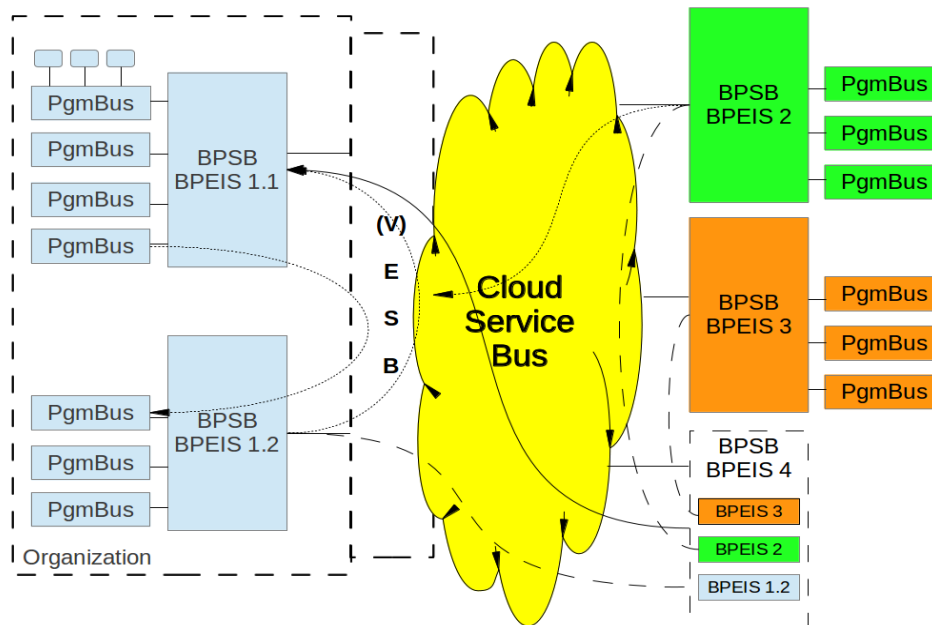 PgmBus
PgmBus
PgmBus
PgmBus
BPSB
BPEIS 1.1
PgmBus
PgmBus
PgmBus
BPSB
BPEIS 1.2
Organization
(V)
E
S
B
Cloud
Service
Bus
BPSB
BPEIS 2
PgmBus
PgmBus
PgmBus
BPSB
BPEIS 3
PgmBus
PgmBus
PgmBus
BPSB
BPEIS 4
BPEIS 3
BPEIS 2
BPEIS 1.2